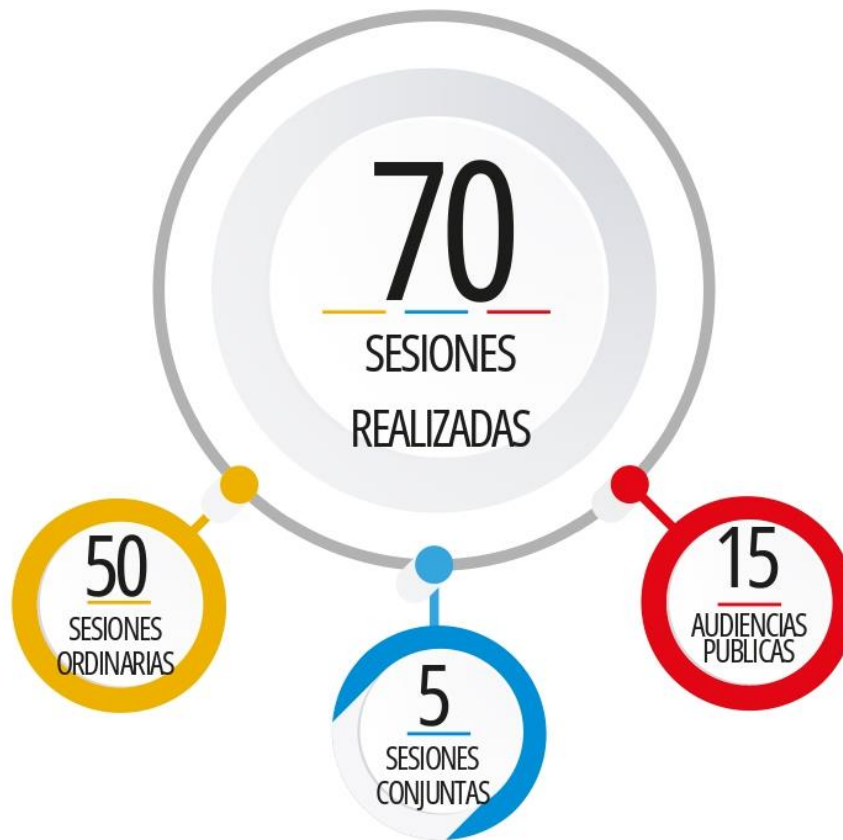 70
SESIONES
REALIZADAS
50
SESIONES
ORDINARIAS
5
SESIONES
CONJUNTAS
15
AUDIENCIAS
PUBLICAS